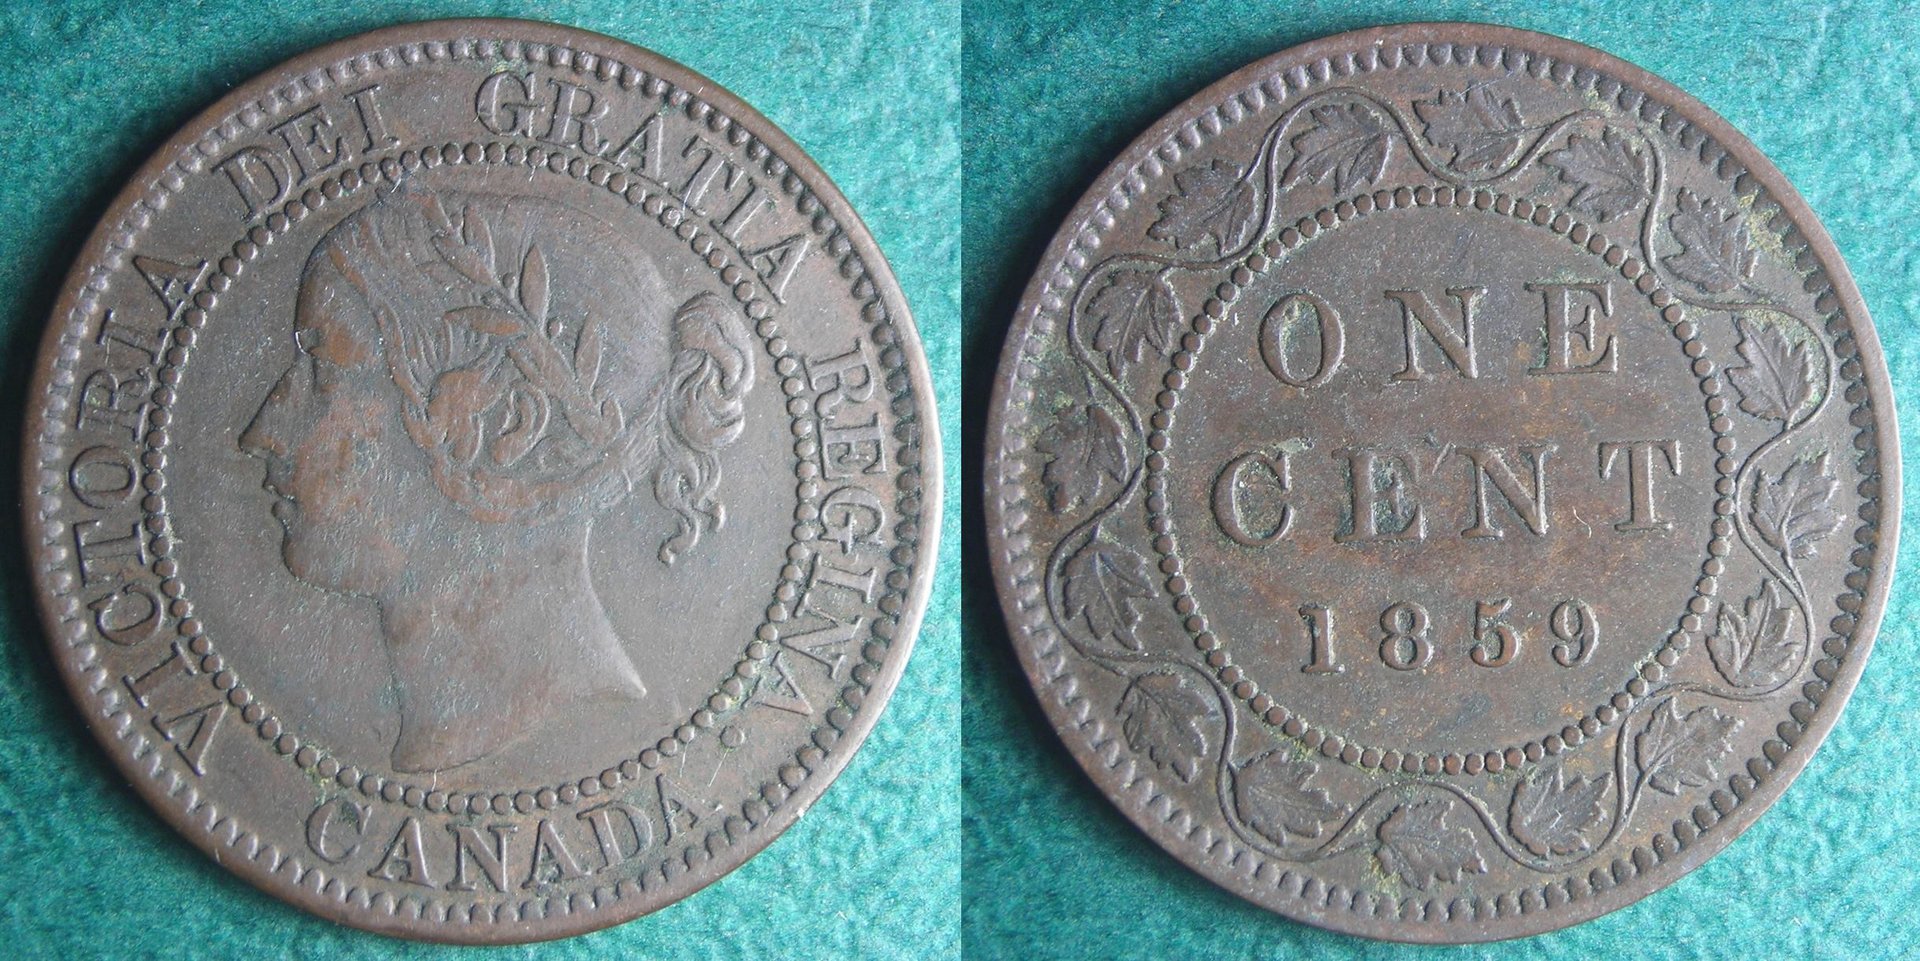 VICTORIA DEI GRATIA REGINA.
CANADA.
ONE
CENT
1859